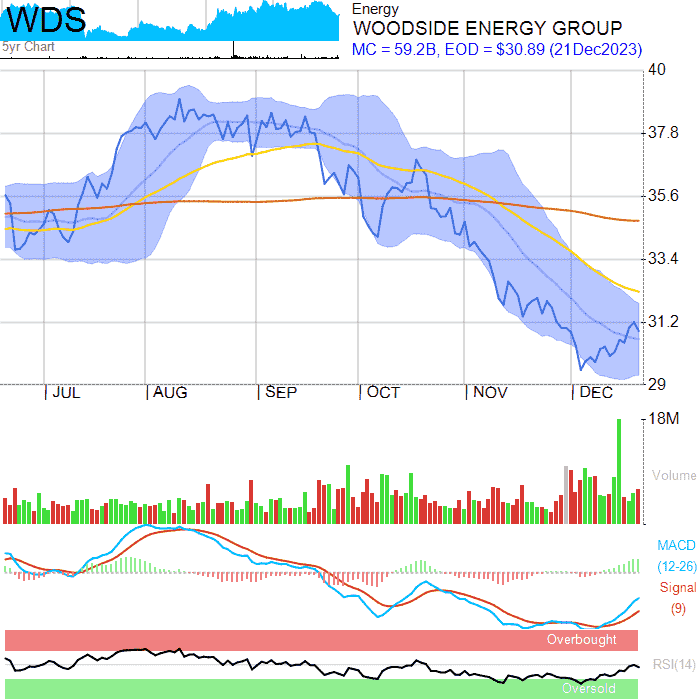 WDS
5yr Chart
Energy
WOODSIDE ENERGY GROUP
MC = 59.2B, EOD = $30.89 (21Dec2023)
40
37.8
35.6
33.4
31.2
29
JUL AUG SEP OCT NOV DEC
18M
Volume
MACD
(12-26)
Signal
(9)
Overbought
RSI(14)
Oversold